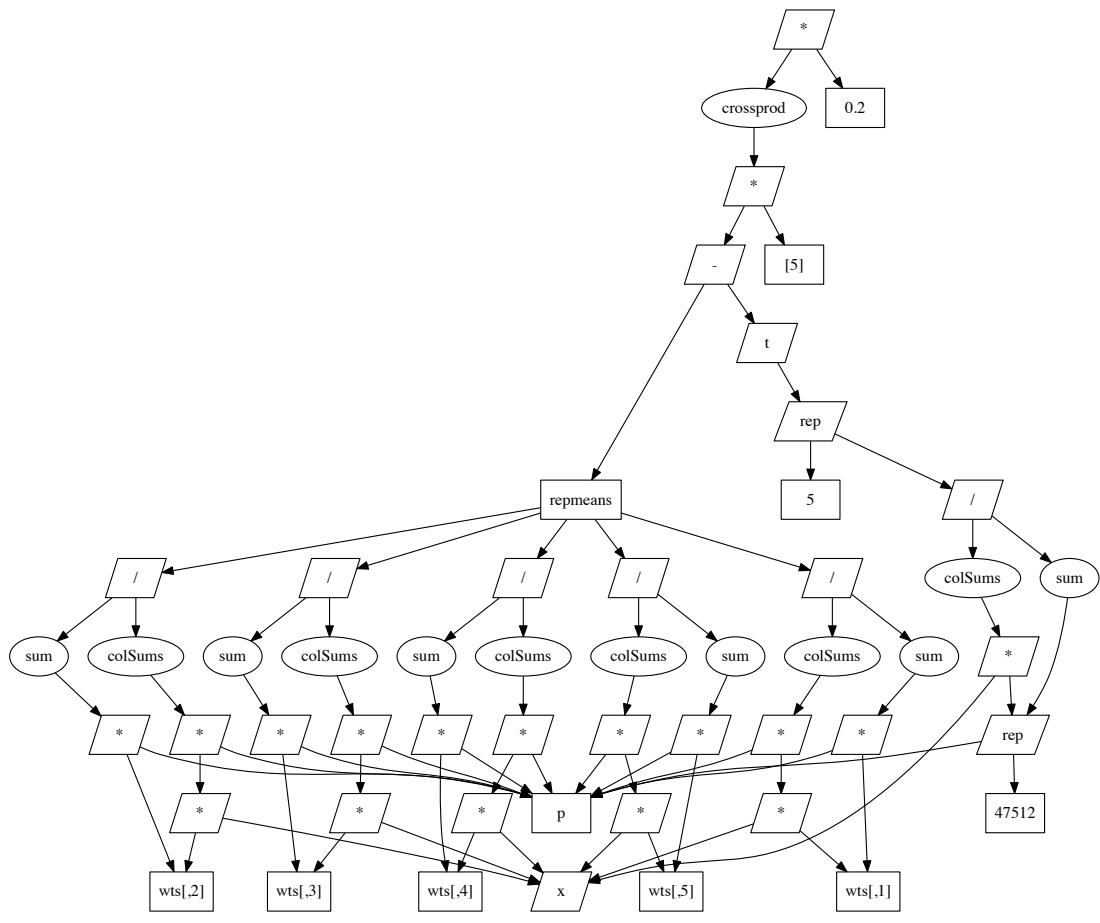 *
crossprod 0.2
*
- [5]
t
rep
repmeans 5 /
/ / / / / colSums sum
sum colSums sum colSums sum colSums colSums sum colSums sum *
* * * * * * * * * * rep
* * * p * * 47512
wts[,2] wts[,3] wts[,4] x wts[,5] wts[,1]